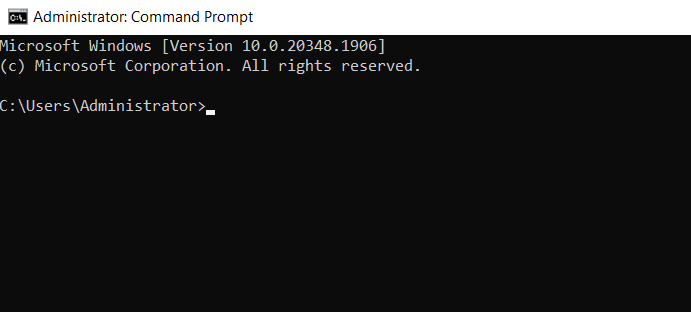 Administrator: Command Prompt
Microsoft Windows [Version 10.0.20348.1906]
(c) Microsoft Corporation. All rights reserved.
C:\Users\Administrator>